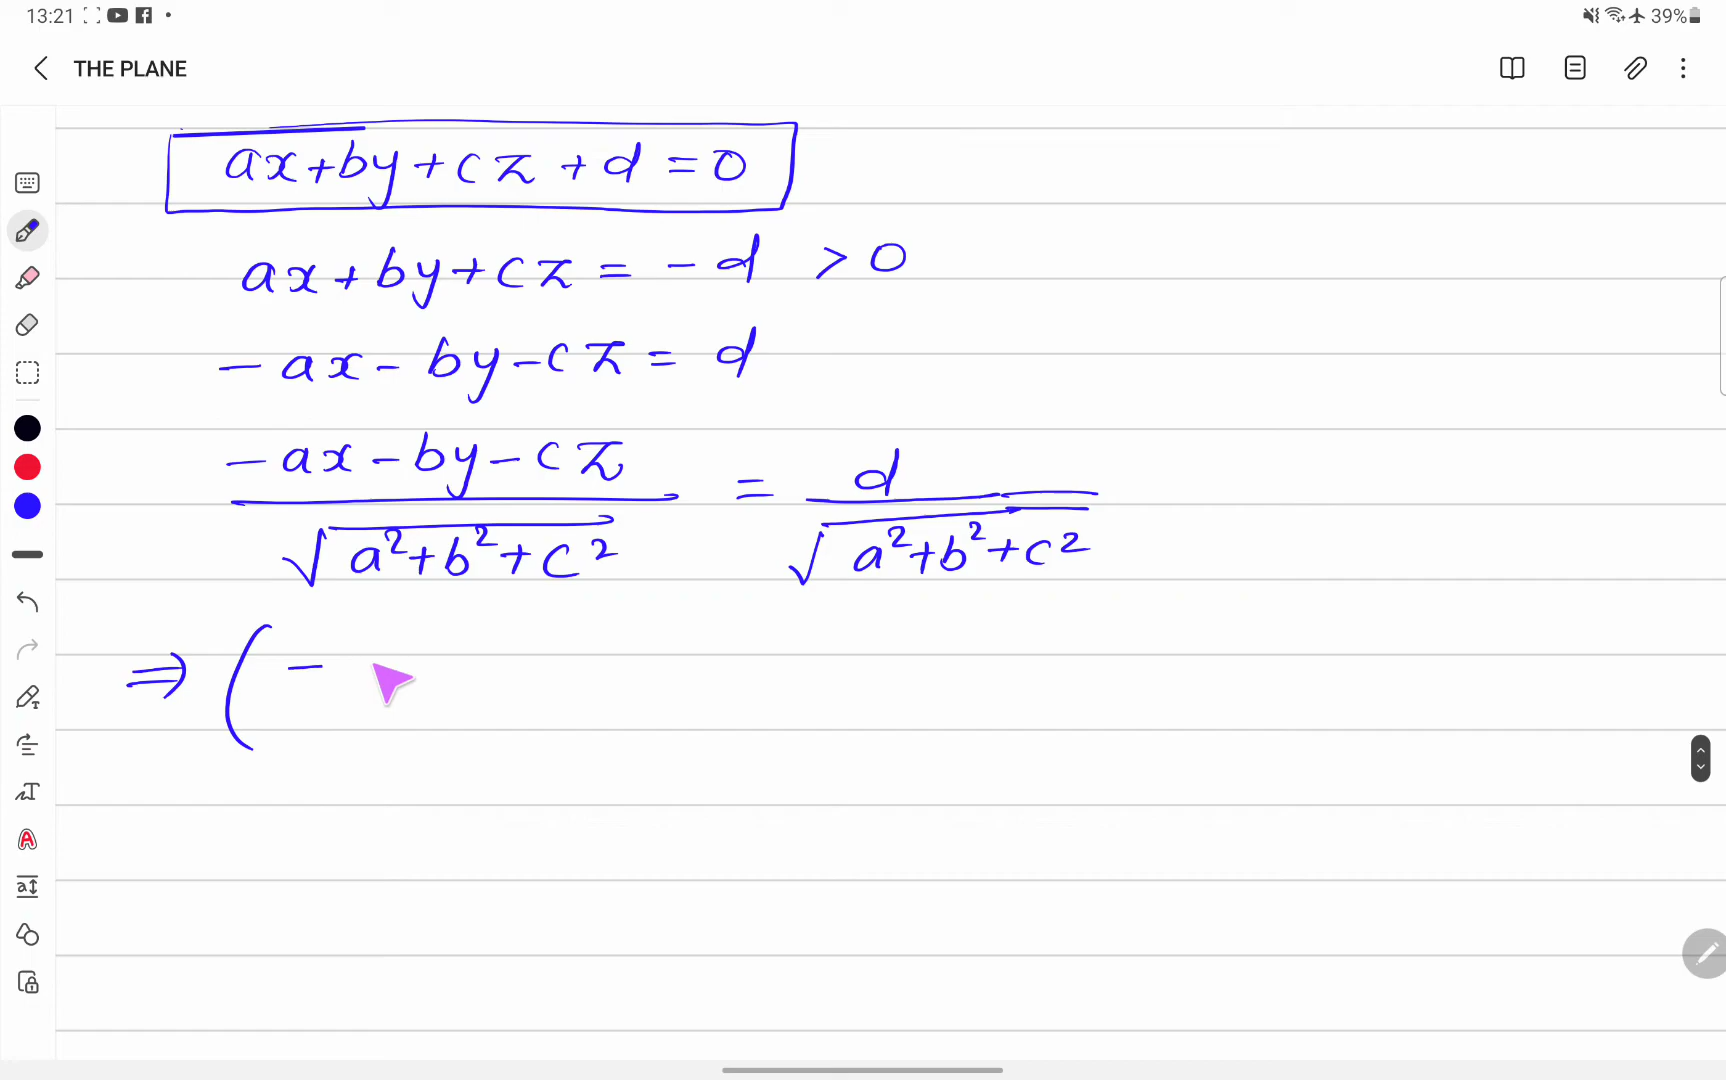 13:21 39%
THE PLANE
ax+by+cz+d=0
ax+by+cz=-d >0
-ax-by-cz=d
(-ax-by-cz)/√(a²+b²+c²) = d/√(a²+b²+c²)
⇒ ( -